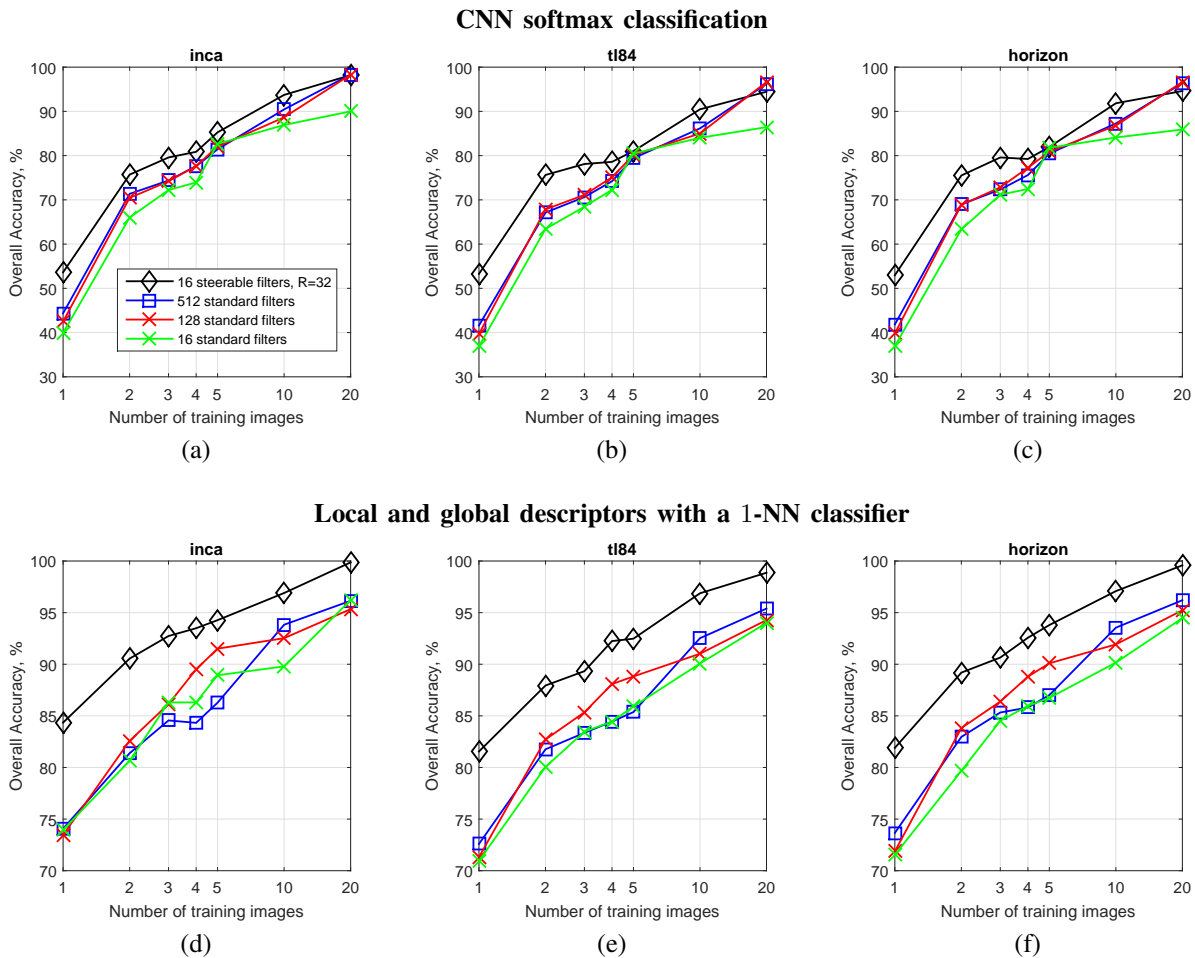 CNN softmax classification
inca
100
90
80
70
60
50
40
30
1 2 3 4 5 10 20
Overall Accuracy, %
Number of training images
16 steerable filters, R=32
512 standard filters
128 standard filters
16 standard filters
(a)
tl84
100
90
80
70
60
50
40
30
1 2 3 4 5 10 20
Overall Accuracy, %
Number of training images
(b)
horizon
100
90
80
70
60
50
40
30
1 2 3 4 5 10 20
Overall Accuracy, %
Number of training images
(c)
Local and global descriptors with a 1-NN classifier
inca
100
95
90
85
80
75
70
1 2 3 4 5 10 20
Overall Accuracy, %
Number of training images
(d)
tl84
100
95
90
85
80
75
70
1 2 3 4 5 10 20
Overall Accuracy, %
Number of training images
(e)
horizon
100
95
90
85
80
75
70
1 2 3 4 5 10 20
Overall Accuracy, %
Number of training images
(f)